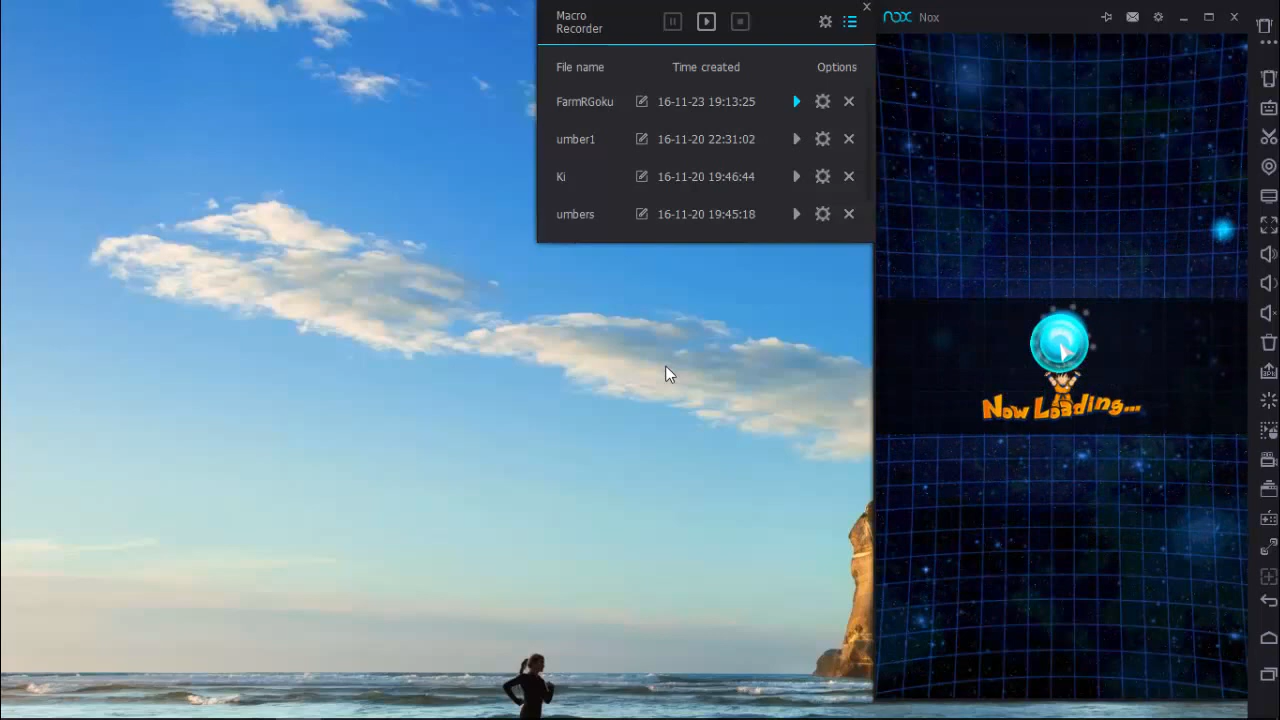 Macro
Recorder
nox Nox
File name Time created Options
FarmRGoku 16-11-23 19:13:25
umber1 16-11-20 22:31:02
Ki 16-11-20 19:46:44
umbers 16-11-20 19:45:18
Now Loading...